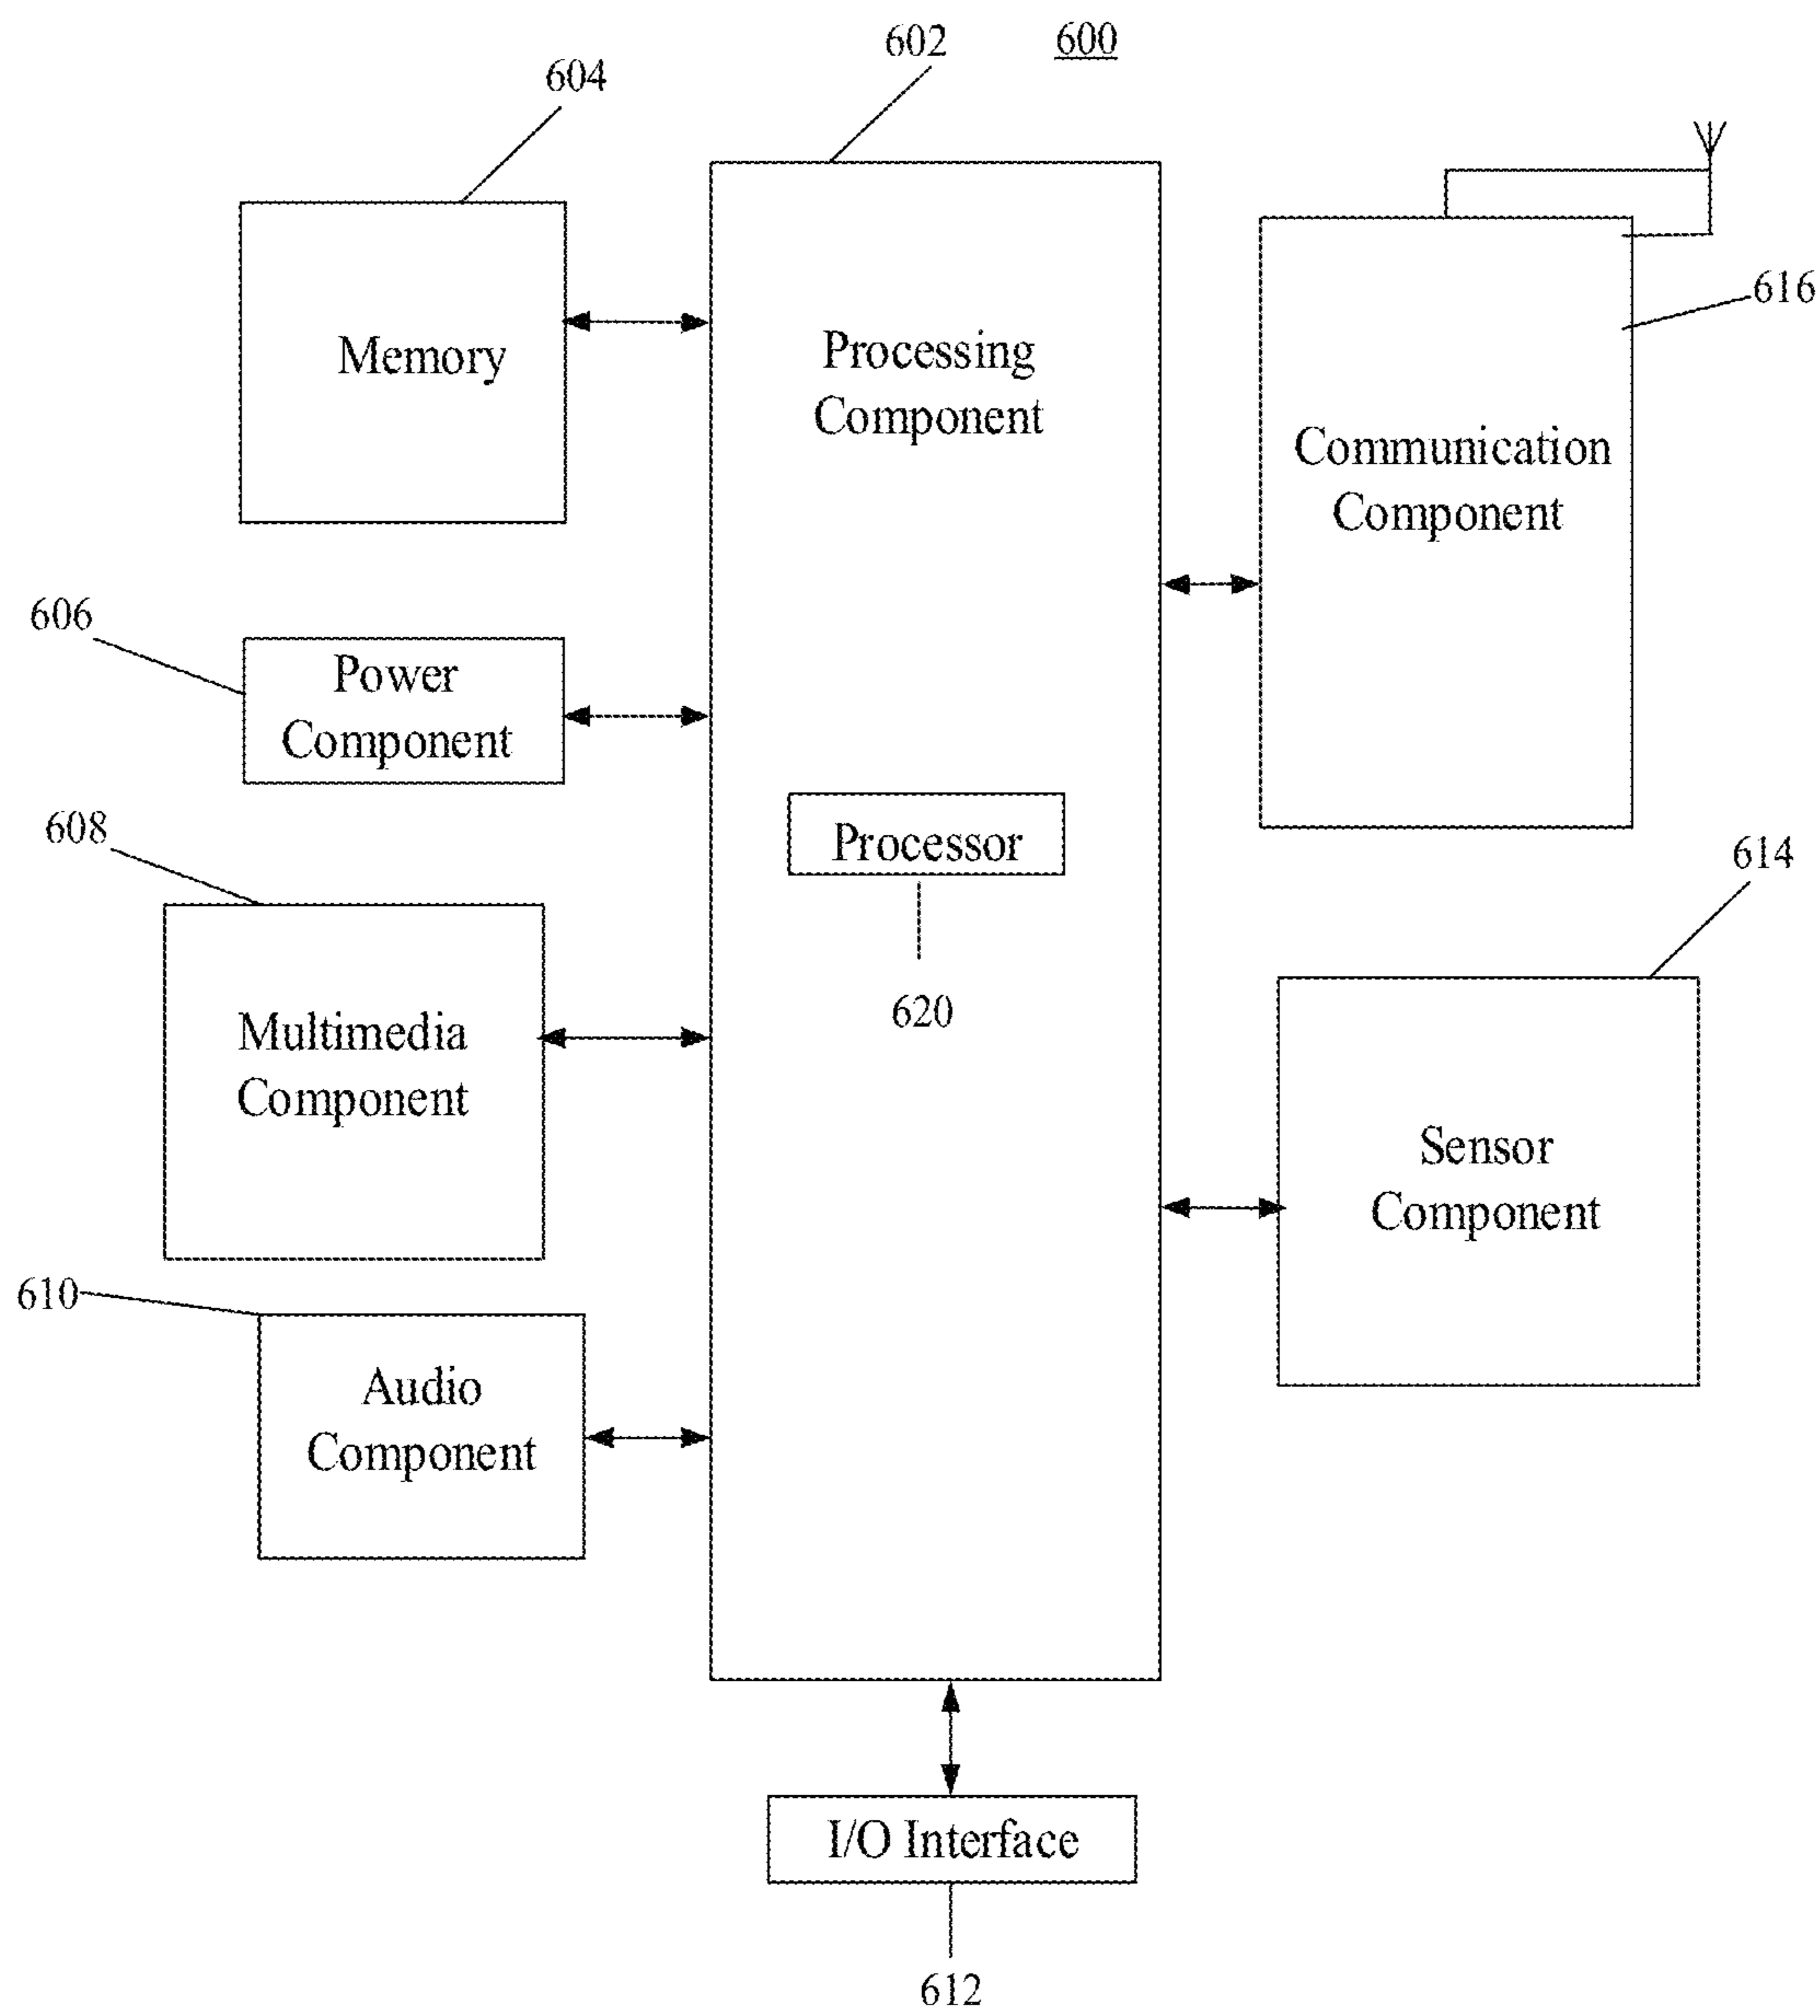 602
600
604
616
Memory
Processing
Component
Communication
Component
606
Power
Component
608
Processor
614
620
Multimedia
Component
Sensor
Component
610
Audio
Component
I/O Interface
612